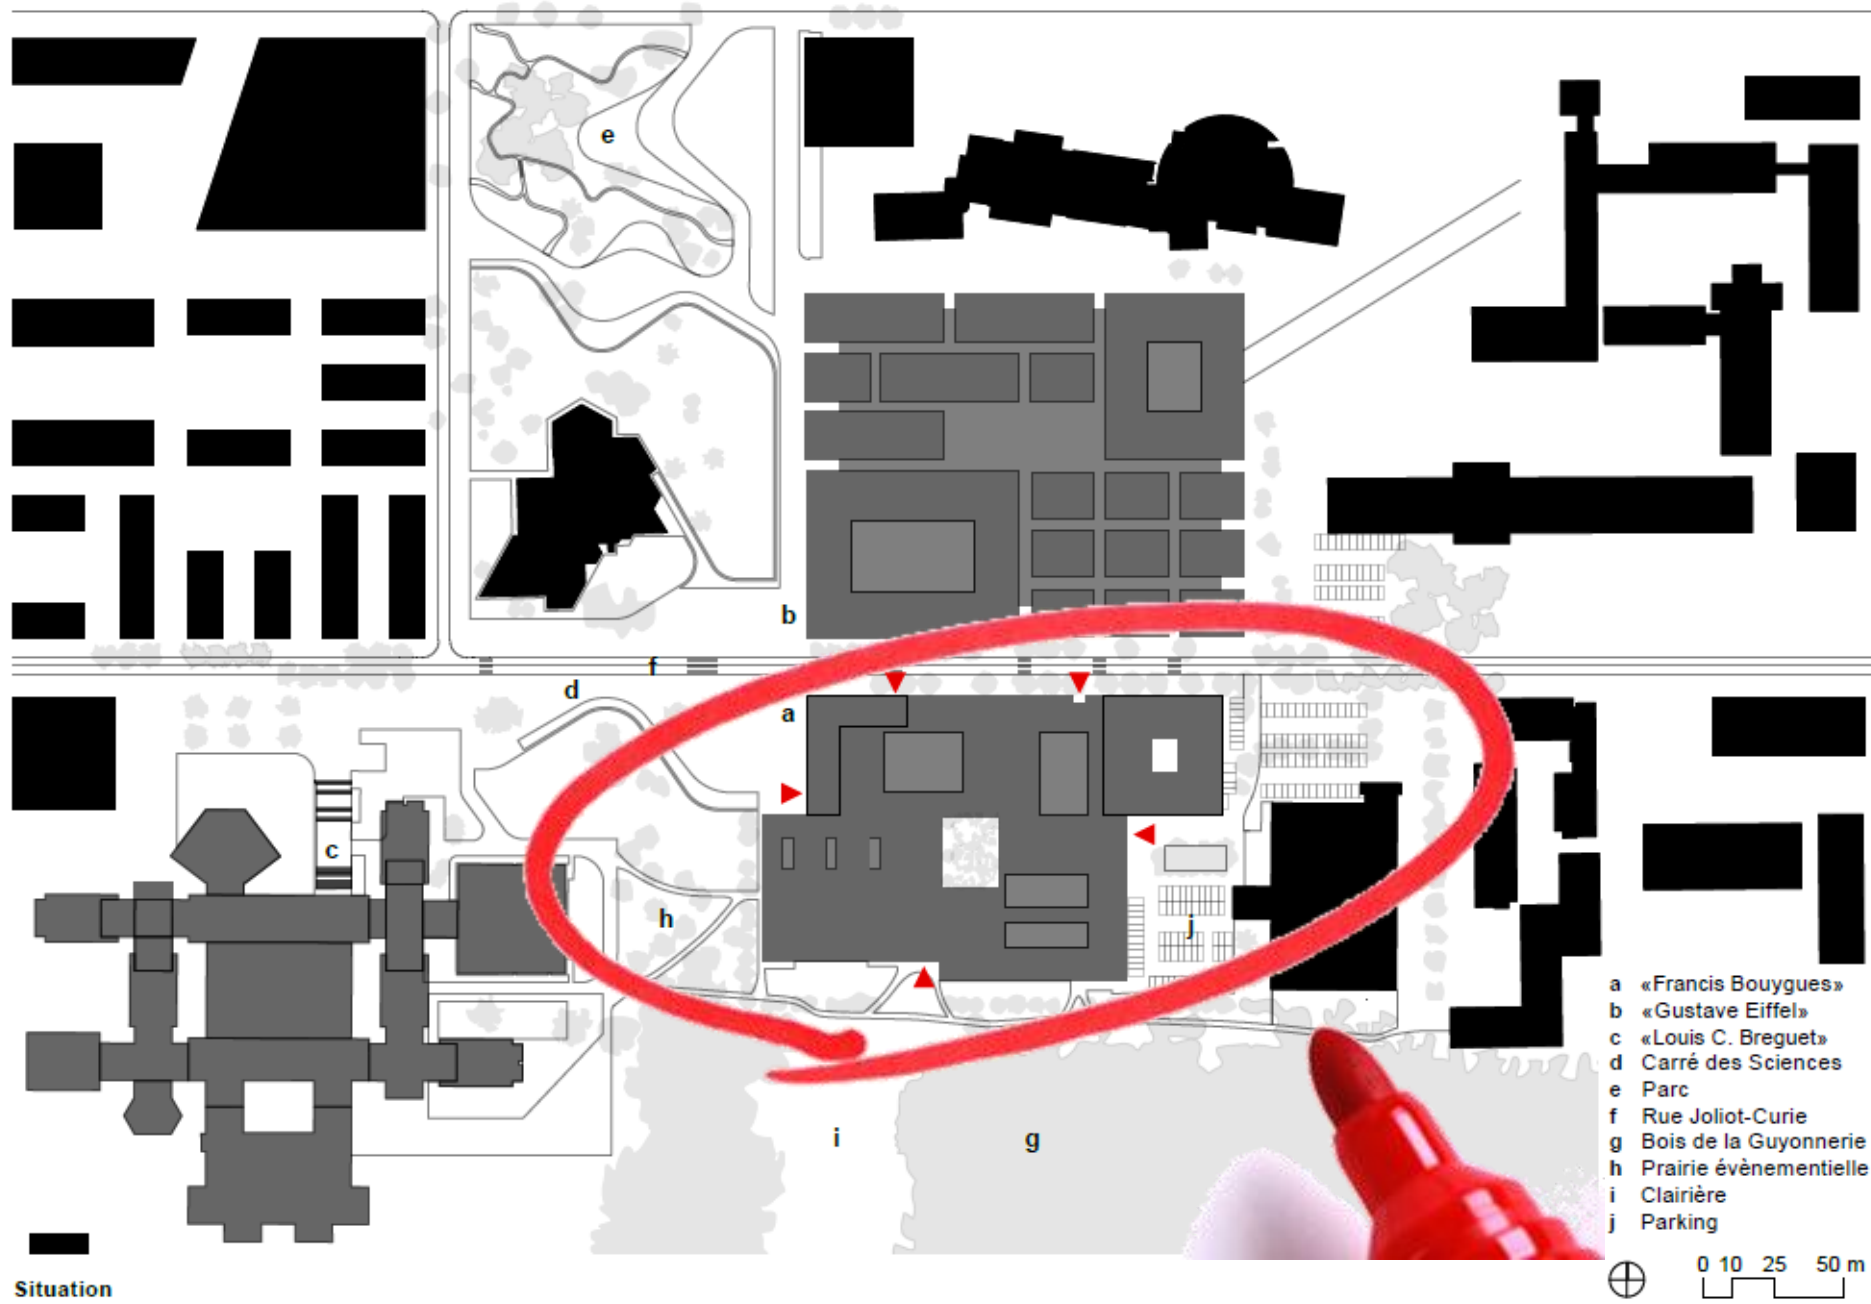 e
b
f
d
a
c
h
j
i
g
a «Francis Bouygues»
b «Gustave Eiffel»
c «Louis C. Breguet»
d Carré des Sciences
e Parc
f Rue Joliot-Curie
g Bois de la Guyonnerie
h Prairie évènementielle
i Clairière
j Parking
0 10 25 50 m
Situation